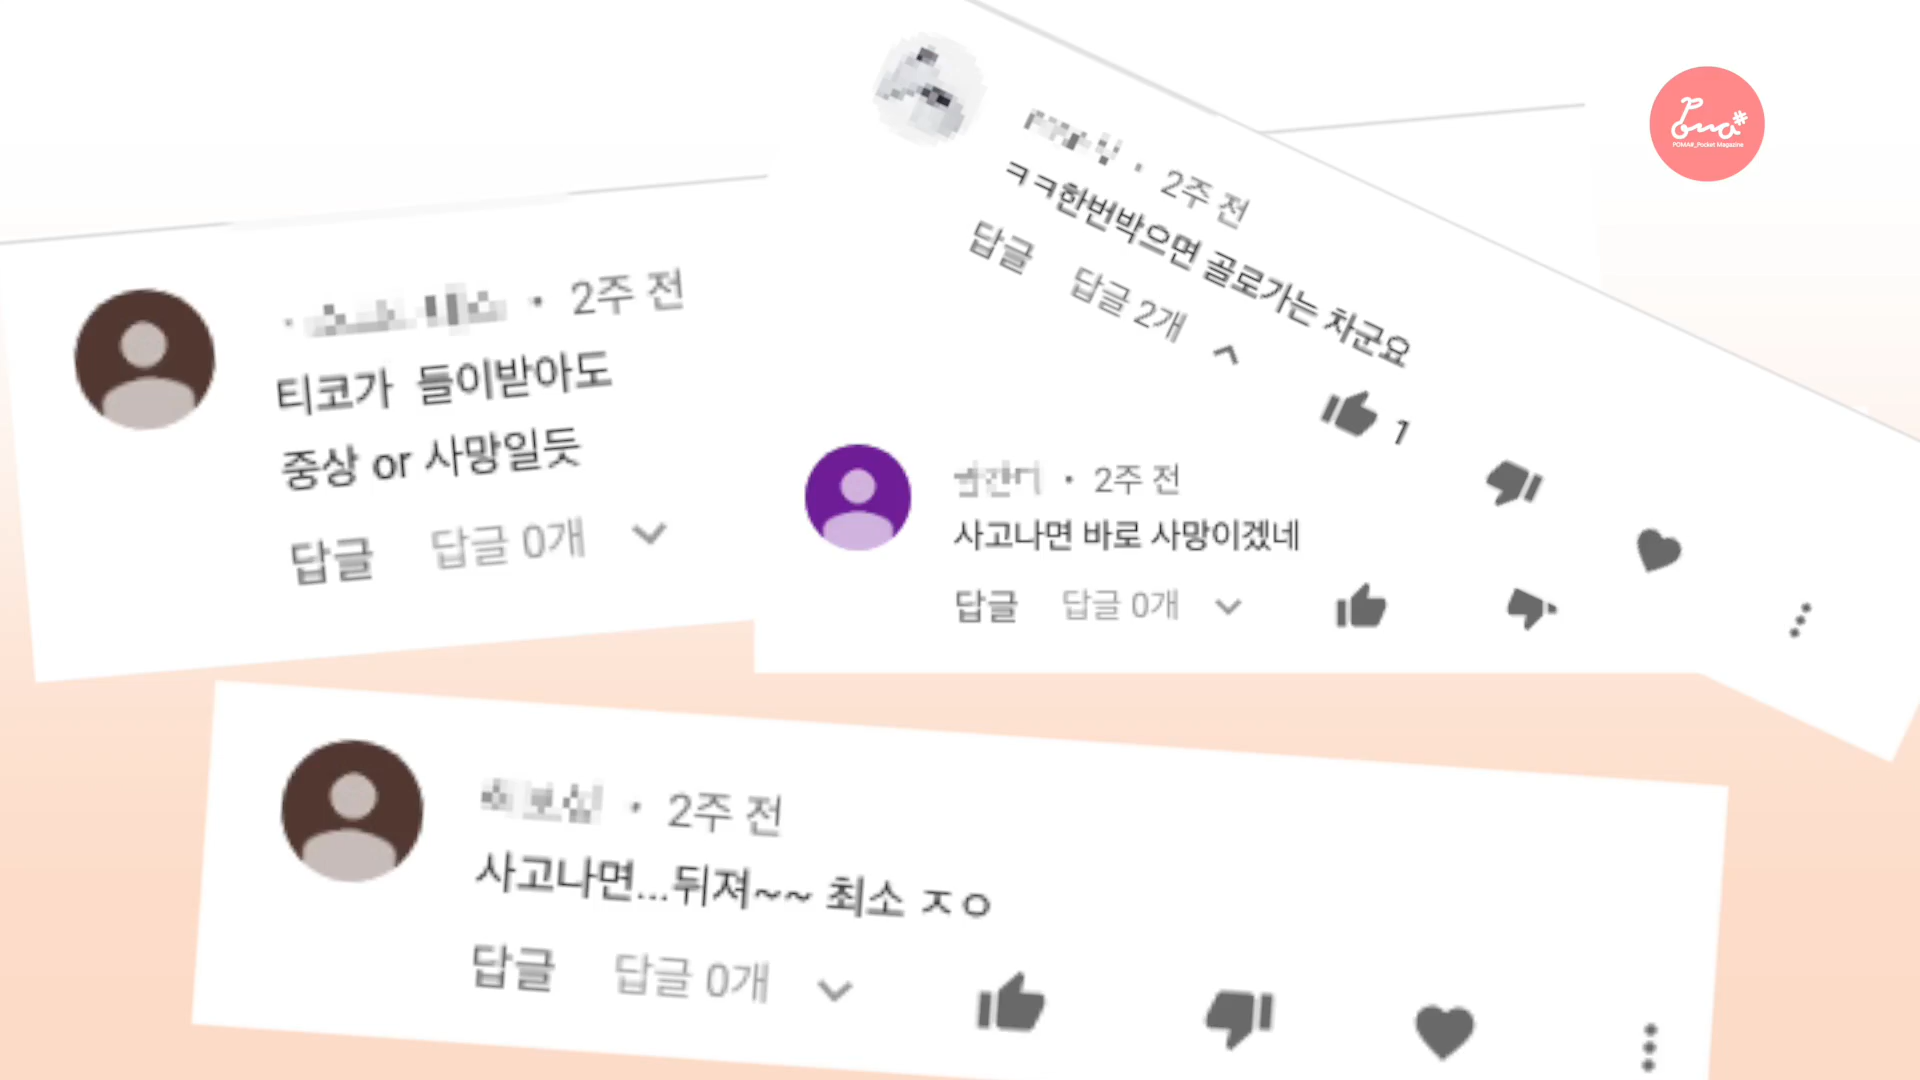 Poma#
POMA#_Pocket Magazine
· 2주 전
ㅋㅋ한번박으면 골로가는 차군요
답글 답글 2개
1
· 2주 전
티코가 들이받아도
중상 or 사망일듯
답글 답글 0개
· 2주 전
사고나면 바로 사망이겠네
답글 답글 0개
· 2주 전
사고나면...뒤져~~ 최소 ㅈㅇ
답글 답글 0개